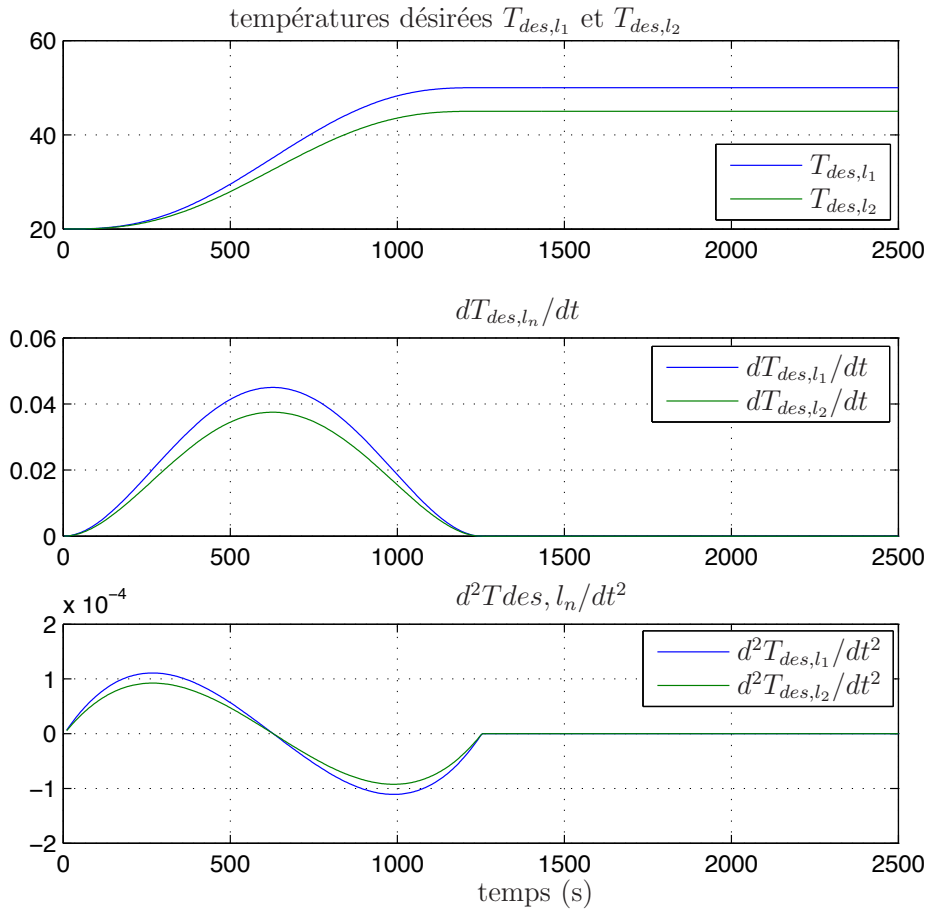 températures désirées $T_{des,l_1}$ et $T_{des,l_2}$
60
40
20
0 500 1000 1500 2000 2500
$T_{des,l_1}$
$T_{des,l_2}$
$dT_{des,l_n}/dt$
0.06
0.04
0.02
0
0 500 1000 1500 2000 2500
$dT_{des,l_1}/dt$
$dT_{des,l_2}/dt$
$d^2Tdes,l_n/dt^2$
x 10$^{-4}$
2
1
0
−1
−2
0 500 1000 1500 2000 2500
$d^2T_{des,l_1}/dt^2$
$d^2T_{des,l_2}/dt^2$
temps (s)